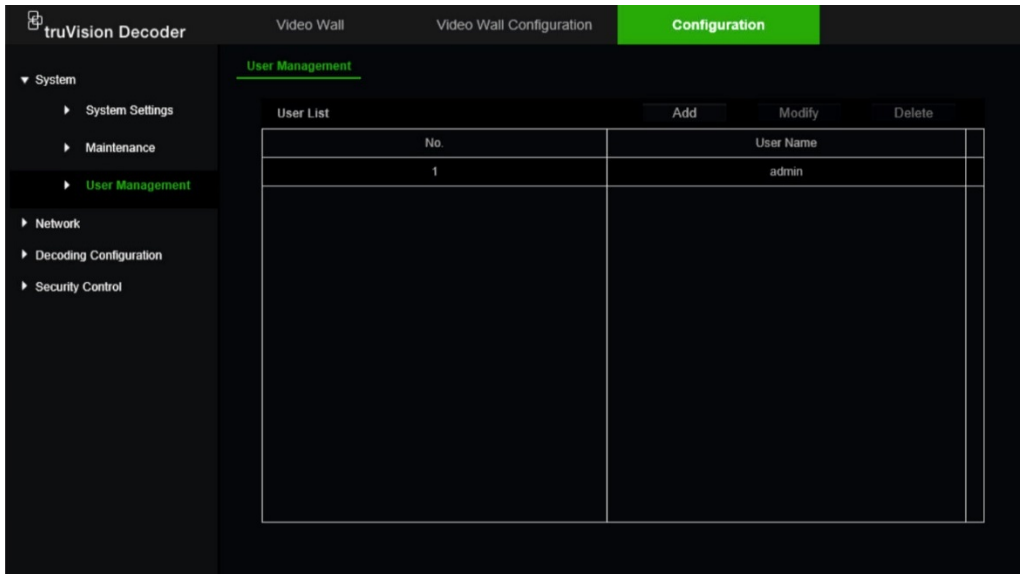 truVision Decoder
Video Wall
Video Wall Configuration
Configuration
System
System Settings
Maintenance
User Management
Network
Decoding Configuration
Security Control
User Management
User List
Add
Modify
Delete
No.
User Name
1
admin